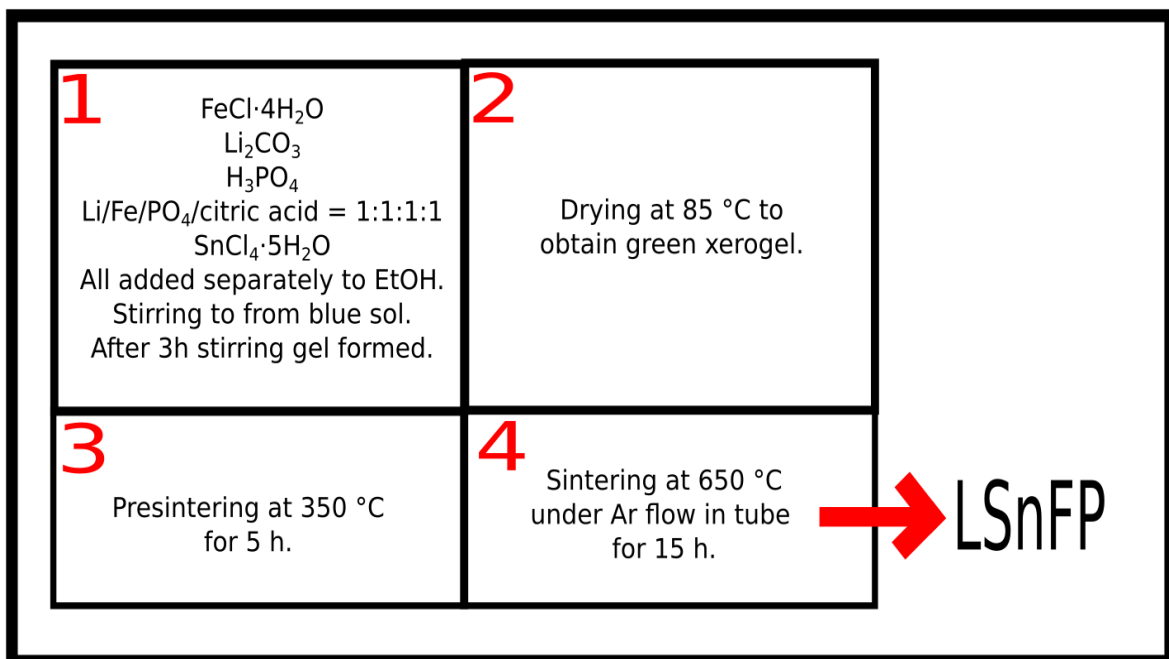 1
FeCl·4H₂O
Li₂CO₃
H₃PO₄
Li/Fe/PO₄/citric acid = 1:1:1:1
SnCl₄·5H₂O
All added separately to EtOH.
Stirring to from blue sol.
After 3h stirring gel formed.
2
Drying at 85 °C to
obtain green xerogel.
3
Presintering at 350 °C
for 5 h.
4
Sintering at 650 °C
under Ar flow in tube
for 15 h.
LSnFP